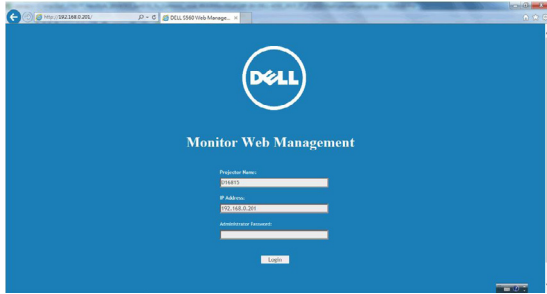 http://192.168.0.201/
DELL S560 Web Manage...
DELL
Monitor Web Management
Projector Name:
IP Address:
192.168.0.201
Administrator Password:
Login